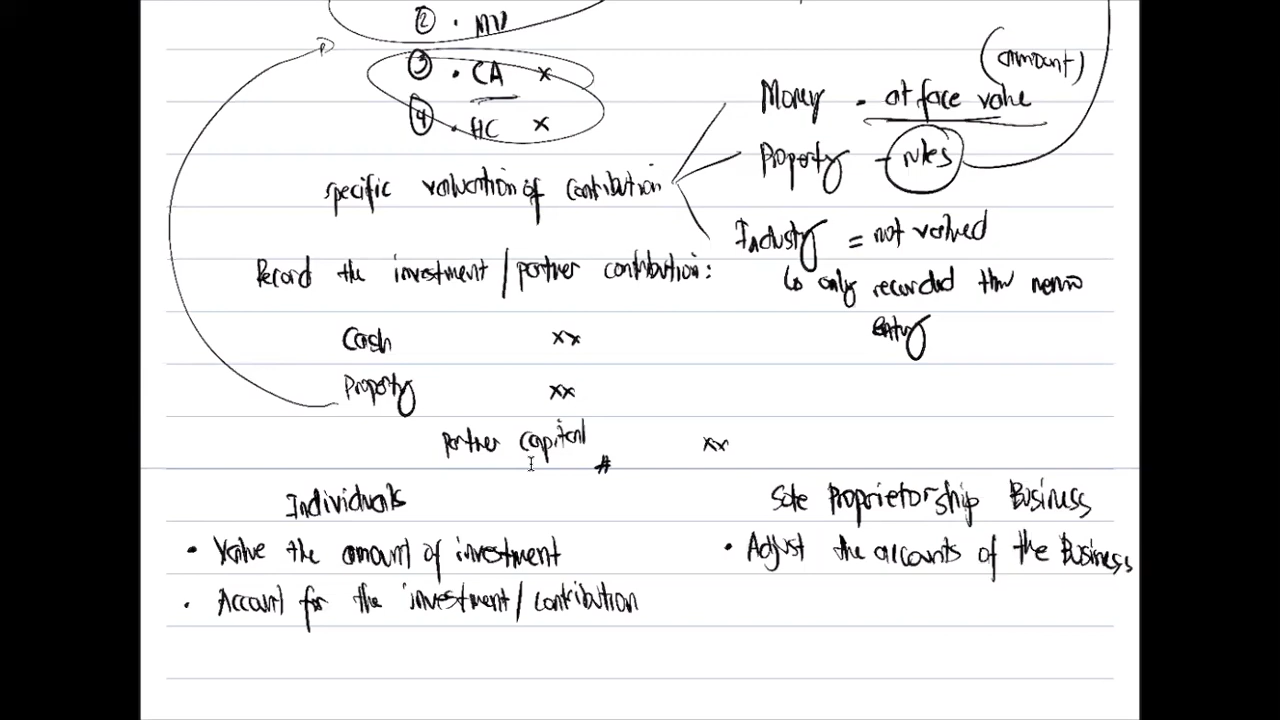 ② • MV
③ • CA x
④ • HC x
(amount)
Money • at face value
Property - rules
specific valuation of contribution
Industry = not valued
↳ only recorded thru memo
entry
Record the investment / partner contribution:
Cash xx
Property xx
partner capital xx
#
Individuals
• Value the amount of investment
• Account for the investment / contribution
Sole Proprietorship Business
• Adjust the accounts of the Business